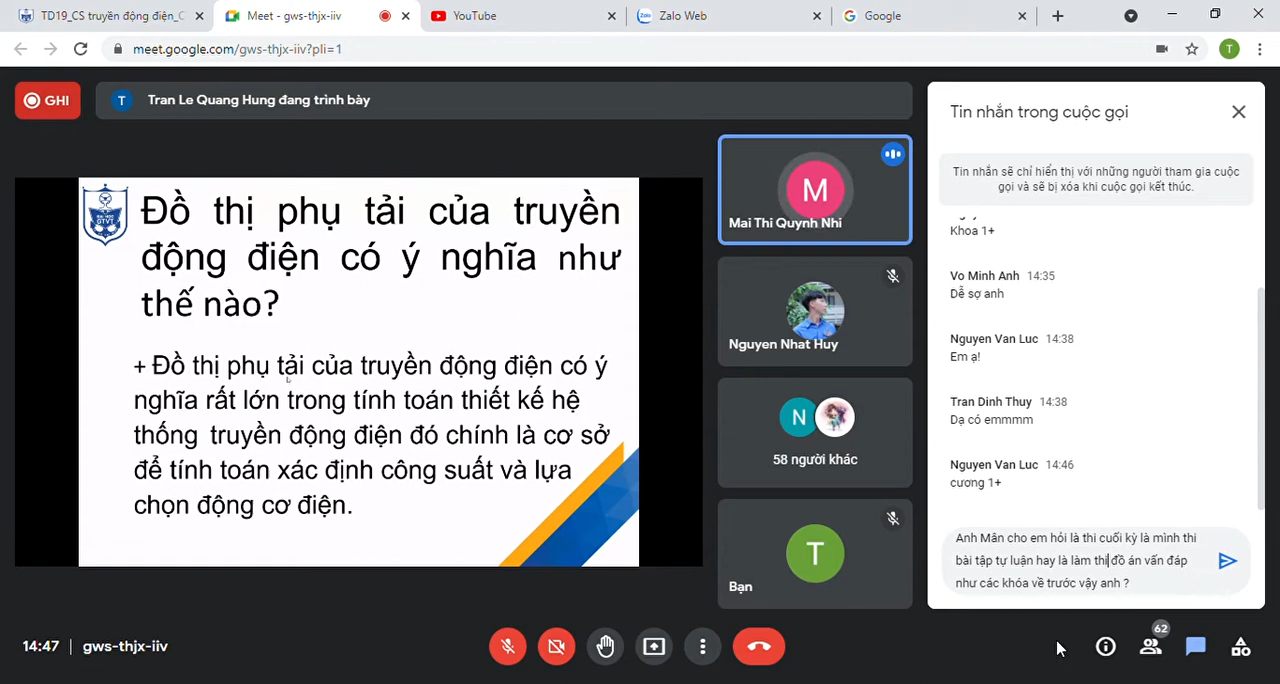 TD19_CS truyền động điện_C
Meet - gws-thjx-iiv
YouTube
Zalo Web
Google
meet.google.com/gws-thjx-iiv?pli=1
T
GHI
T
Tran Le Quang Hung đang trình bày
Đồ thị phụ tải của truyền
động điện có ý nghĩa như
thế nào?
+ Đồ thị phụ tải của truyền động điện có ý
nghĩa rất lớn trong tính toán thiết kế hệ
thống truyền động điện đó chính là cơ sở
để tính toán xác định công suất và lựa
chọn động cơ điện.
M
Mai Thi Quynh Nhi
Nguyen Nhat Huy
N
58 người khác
T
Bạn
Tin nhắn trong cuộc gọi
Tin nhắn sẽ chỉ hiển thị với những người tham gia cuộc
gọi và sẽ bị xóa khi cuộc gọi kết thúc.
Khoa 1+
Vo Minh Anh 14:35
Dễ sợ anh
Nguyen Van Luc 14:38
Em ạ!
Tran Dinh Thuy 14:38
Dạ có emmmm
Nguyen Van Luc 14:46
cương 1+
Anh Mân cho em hỏi là thi cuối kỳ là mình thi
bài tập tự luận hay là làm thi đồ án vấn đáp
như các khóa về trước vậy anh ?
14:47 | gws-thjx-iiv
62